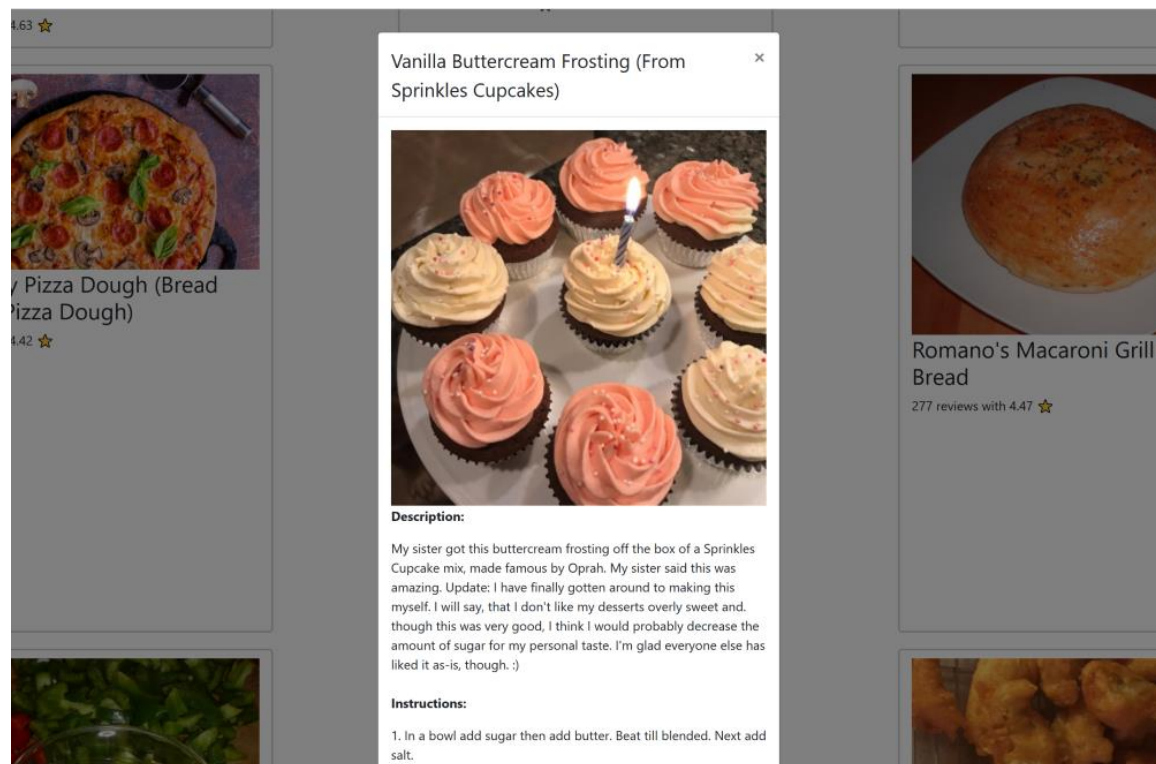 4.63
Vanilla Buttercream Frosting (From
Sprinkles Cupcakes)
×
Pizza Dough (Bread
Pizza Dough)
4.42
Romano's Macaroni Grill
Bread
277 reviews with 4.47
Description:
My sister got this buttercream frosting off the box of a Sprinkles
Cupcake mix, made famous by Oprah. My sister said this was
amazing. Update: I have finally gotten around to making this
myself. I will say, that I don't like my desserts overly sweet and.
though this was very good, I think I would probably decrease the
amount of sugar for my personal taste. I'm glad everyone else has
liked it as-is, though. :)
Instructions:
1. In a bowl add sugar then add butter. Beat till blended. Next add
salt.